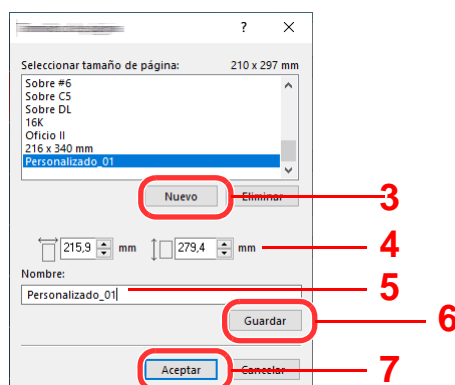 ? ×
Seleccionar tamaño de página: 210 x 297 mm
Sobre #6
Sobre C5
Sobre DL
16K
Oficio II
216 x 340 mm
Personalizado_01
Nuevo Eliminar 3
215,9 mm 279,4 mm 4
Nombre:
Personalizado_01 5
Guardar 6
Aceptar Cancelar 7